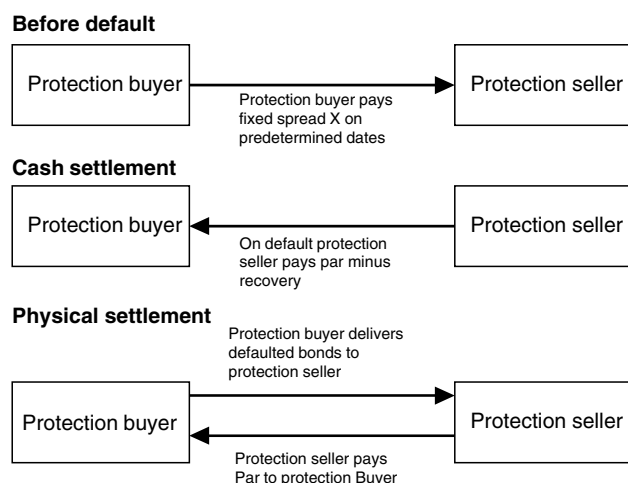 Before default
Protection buyer
Protection seller
Protection buyer pays
fixed spread X on
predetermined dates
Cash settlement
Protection buyer
Protection seller
On default protection
seller pays par minus
recovery
Physical settlement
Protection buyer delivers
defaulted bonds to
protection seller
Protection buyer
Protection seller
Protection seller pays
Par to protection Buyer